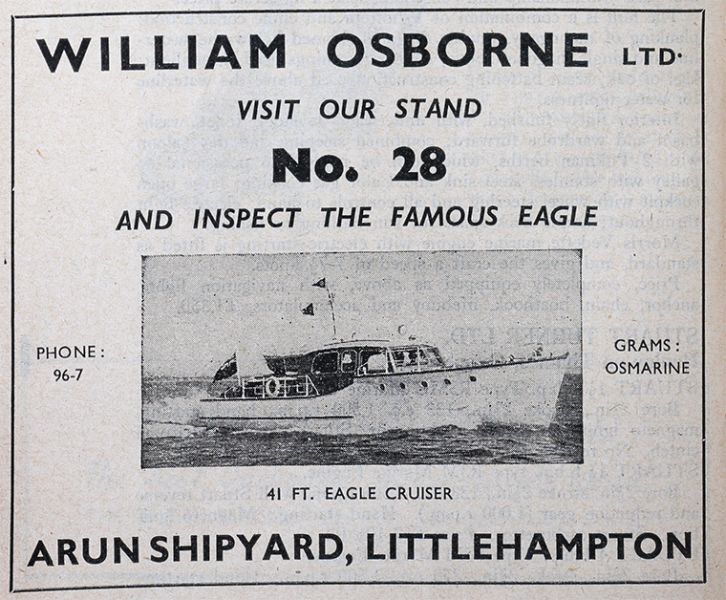 WILLIAM OSBORNE LTD.
VISIT OUR STAND
No. 28
AND INSPECT THE FAMOUS EAGLE
PHONE:
96-7
GRAMS:
OSMARINE
41 FT. EAGLE CRUISER
ARUN SHIPYARD, LITTLEHAMPTON